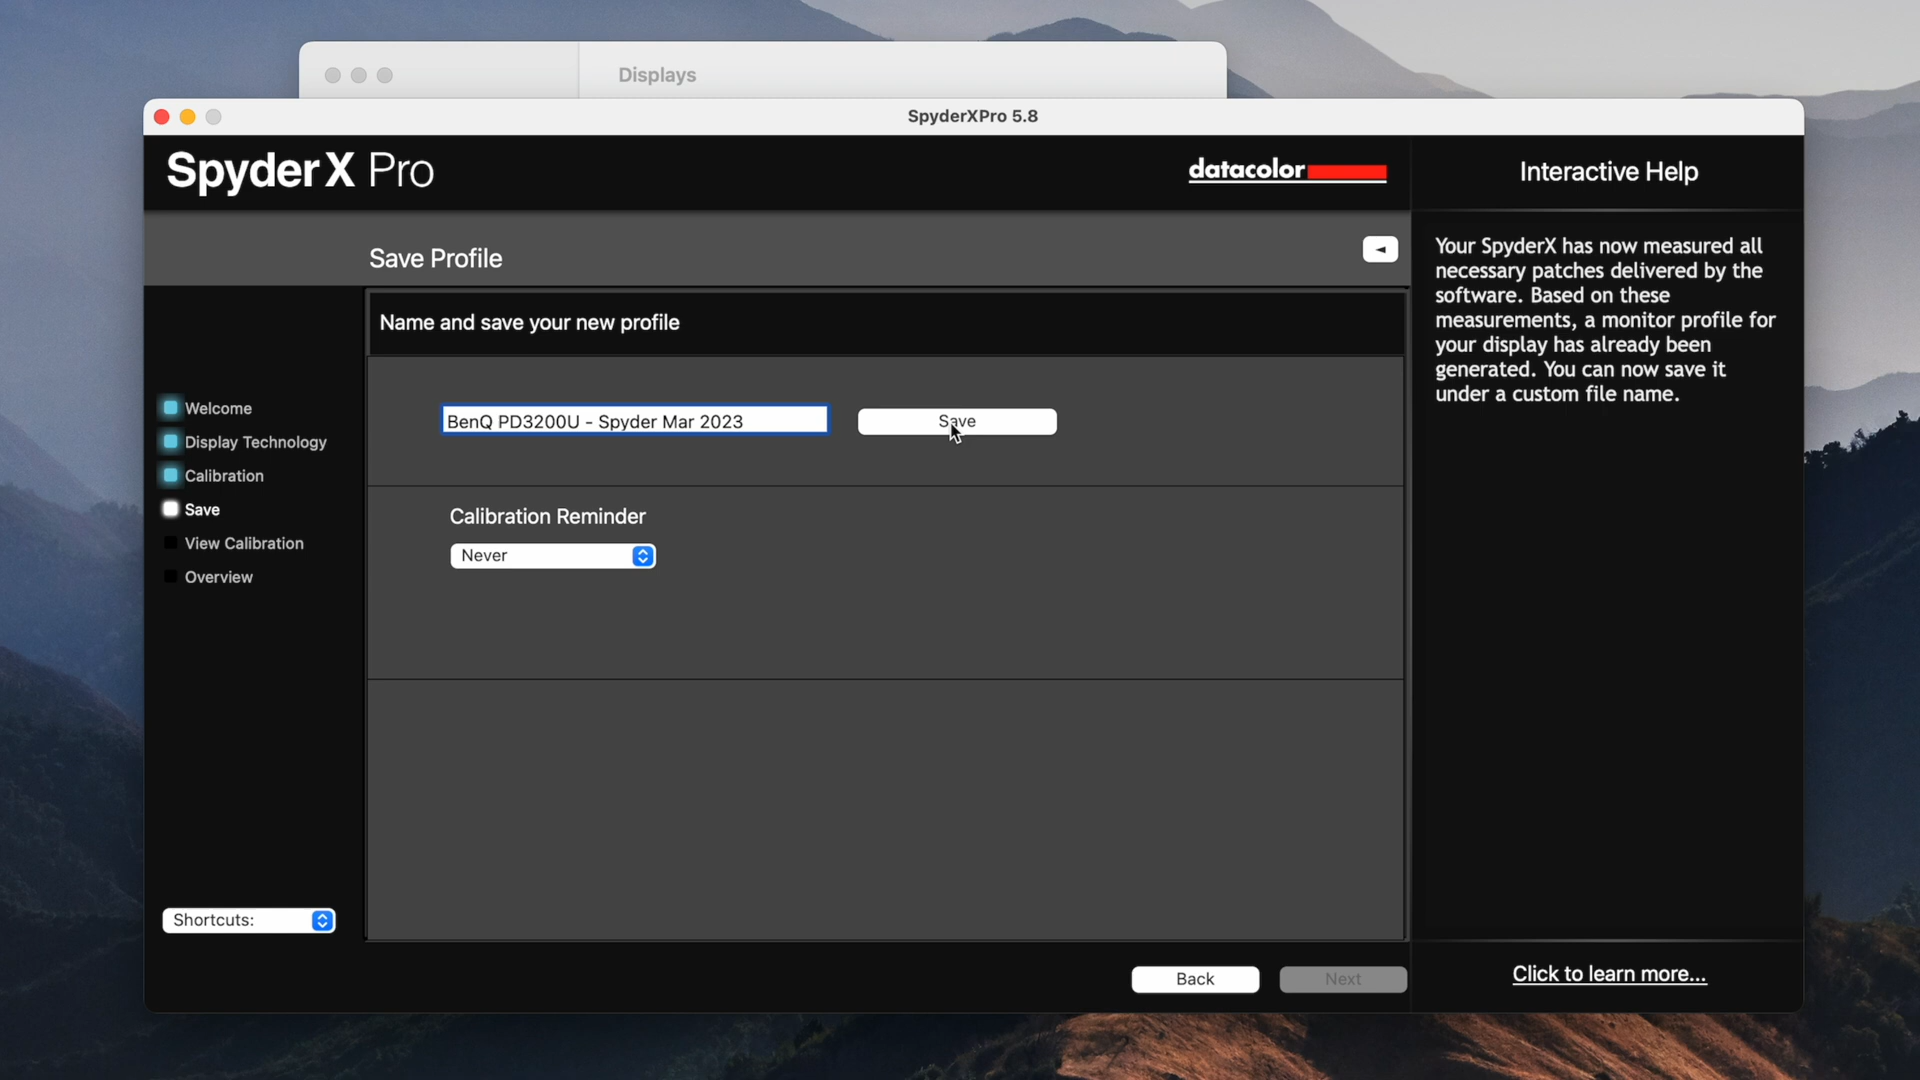 Displays
SpyderXPro 5.8
SpyderX Pro
datacolor
Interactive Help
Save Profile
◄
Your SpyderX has now measured all
necessary patches delivered by the
software. Based on these
measurements, a monitor profile for
your display has already been
generated. You can now save it
under a custom file name.
Name and save your new profile
BenQ PD3200U - Spyder Mar 2023
Save
Welcome
Display Technology
Calibration
Save
View Calibration
Overview
Calibration Reminder
Never
Shortcuts:
Back
Next
Click to learn more...